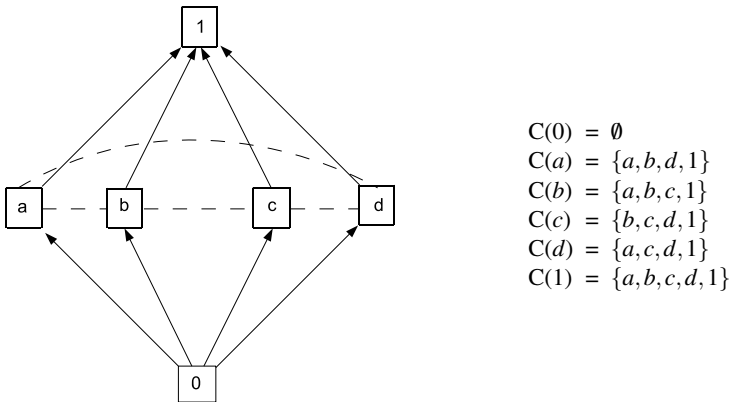 1
a b c d
0
C(0) = ∅
C(a) = {a,b,d,1}
C(b) = {a,b,c,1}
C(c) = {b,c,d,1}
C(d) = {a,c,d,1}
C(1) = {a,b,c,d,1}